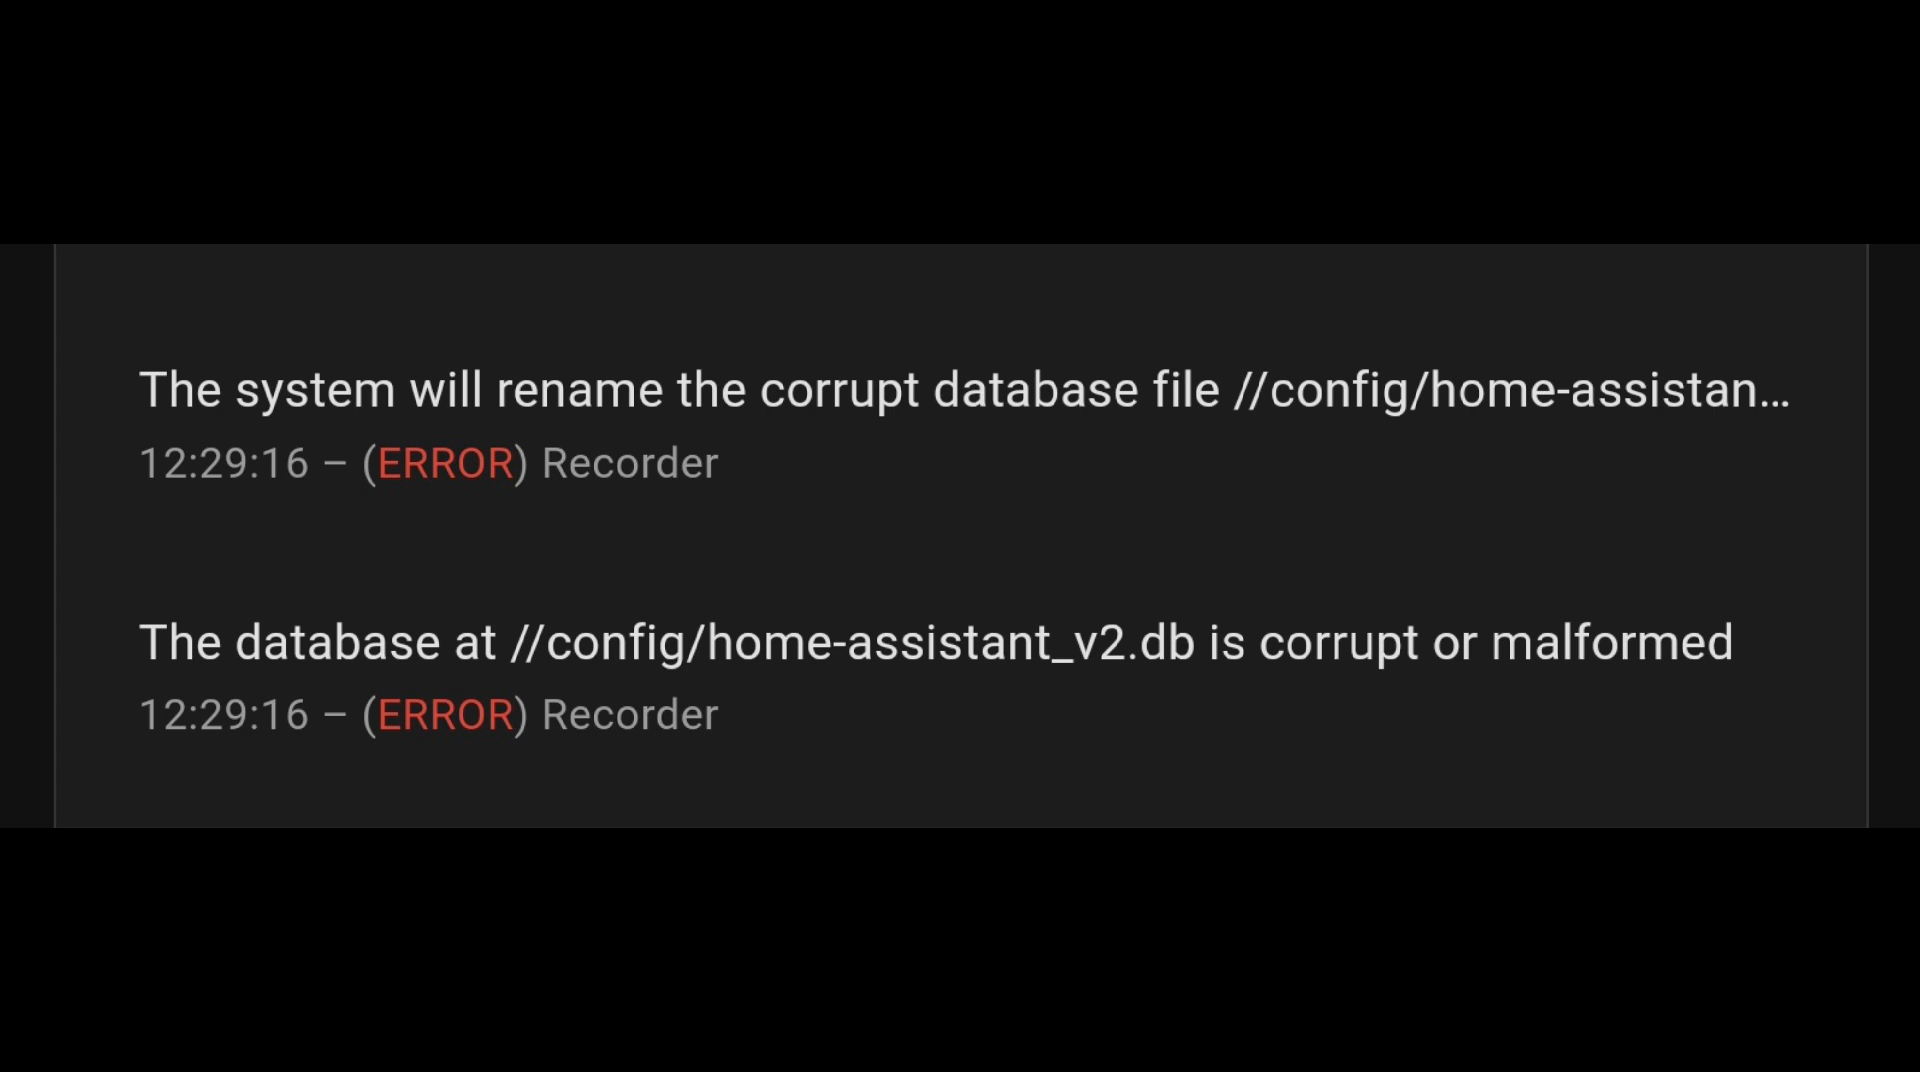 The system will rename the corrupt database file //config/home-assistan...
12:29:16 – (ERROR) Recorder
The database at //config/home-assistant_v2.db is corrupt or malformed
12:29:16 – (ERROR) Recorder